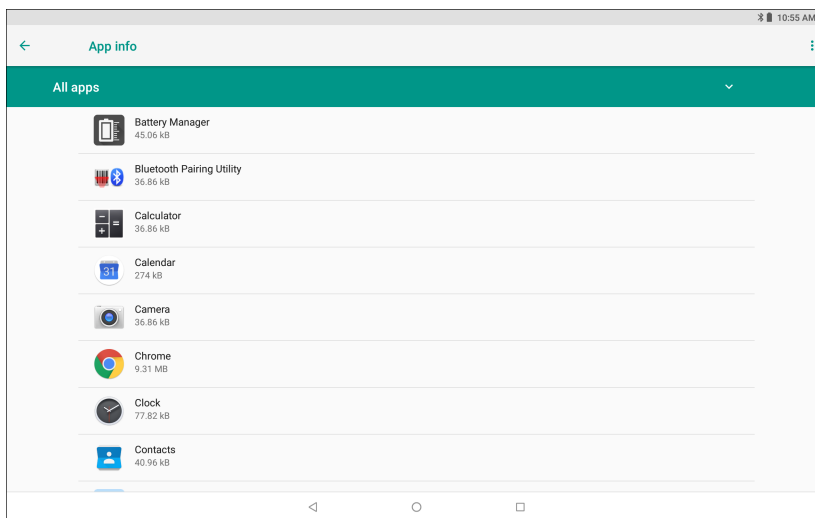 10:55 AM
App info
All apps
Battery Manager
45.06 kB
Bluetooth Pairing Utility
36.86 kB
Calculator
36.86 kB
Calendar
31
274 kB
Camera
36.86 kB
Chrome
9.31 MB
Clock
77.82 kB
Contacts
40.96 kB